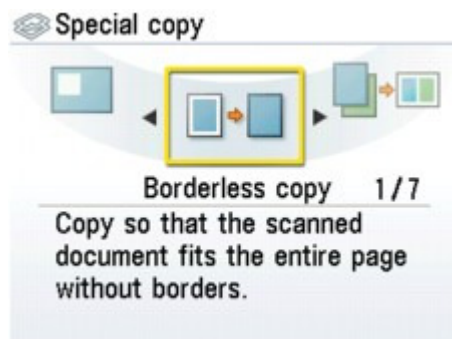 Special copy
Borderless copy 1/7
Copy so that the scanned
document fits the entire page
without borders.